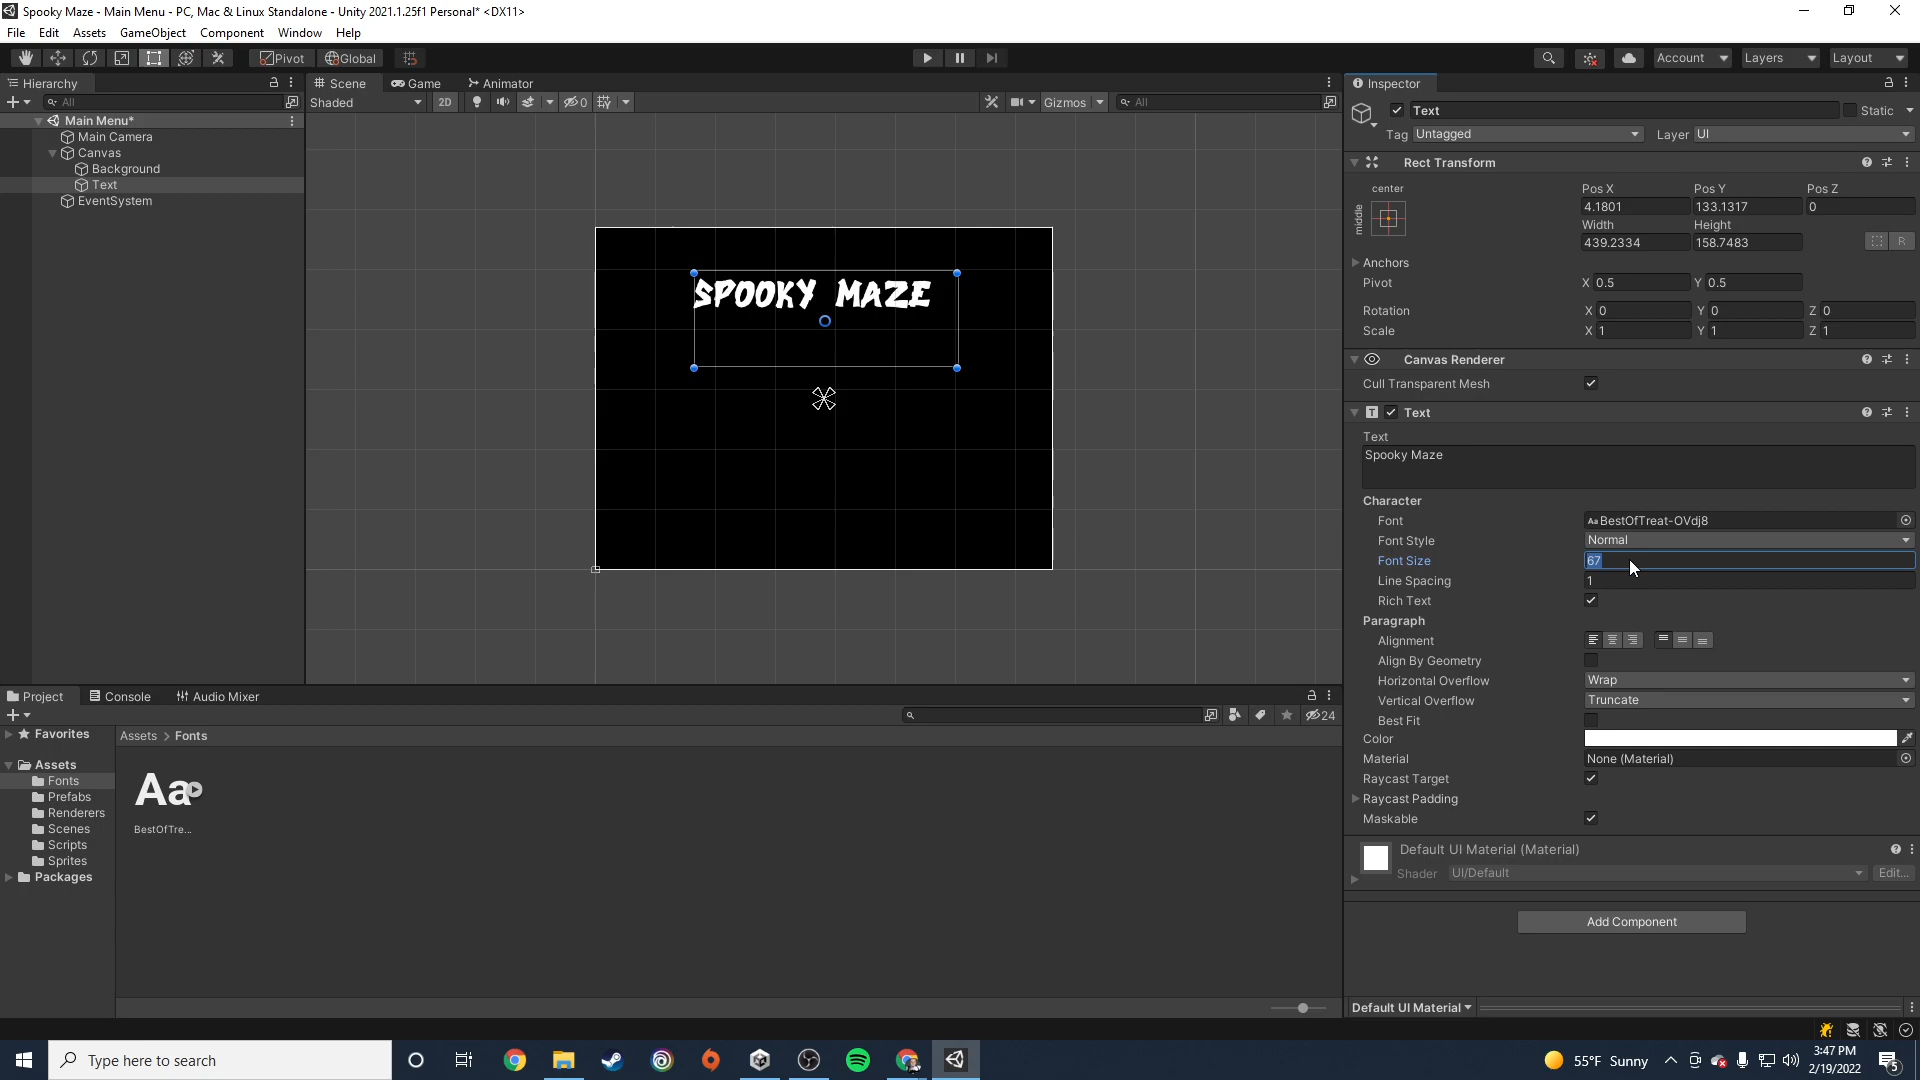 Spooky Maze - Main Menu - PC, Mac & Linux Standalone - Unity 2021.1.25f1 Personal* <DX11>
File Edit Assets GameObject Component Window Help
Pivot Global Account Layers Layout
Hierarchy
All
Main Menu*
Main Camera
Canvas
Background
Text
EventSystem
Scene Game Animator
Shaded 2D 0 Gizmos All
SPOOKY MAZE
Inspector
Text Static
Tag Untagged Layer UI
Rect Transform
center
middle
Pos X Pos Y Pos Z
4.1801 133.1317 0
Width Height
439.2334 158.7483
R
Anchors
Pivot X 0.5 Y 0.5
Rotation X 0 Y 0 Z 0
Scale X 1 Y 1 Z 1
Canvas Renderer
Cull Transparent Mesh
T Text
Text
Spooky Maze
Character
Font Aa BestOfTreat-OVdj8
Font Style Normal
Font Size 67
Line Spacing 1
Rich Text
Paragraph
Alignment
Align By Geometry
Horizontal Overflow Wrap
Vertical Overflow Truncate
Best Fit
Color
Material None (Material)
Raycast Target
Raycast Padding
Maskable
Default UI Material (Material)
Shader UI/Default Edit...
Add Component
Default UI Material
Project Console Audio Mixer
24
Favorites
Assets
Fonts
Prefabs
Renderers
Scenes
Scripts
Sprites
Packages
Assets > Fonts
Aa
BestOfTre...
Type here to search
55°F Sunny
3:47 PM
2/19/2022
5